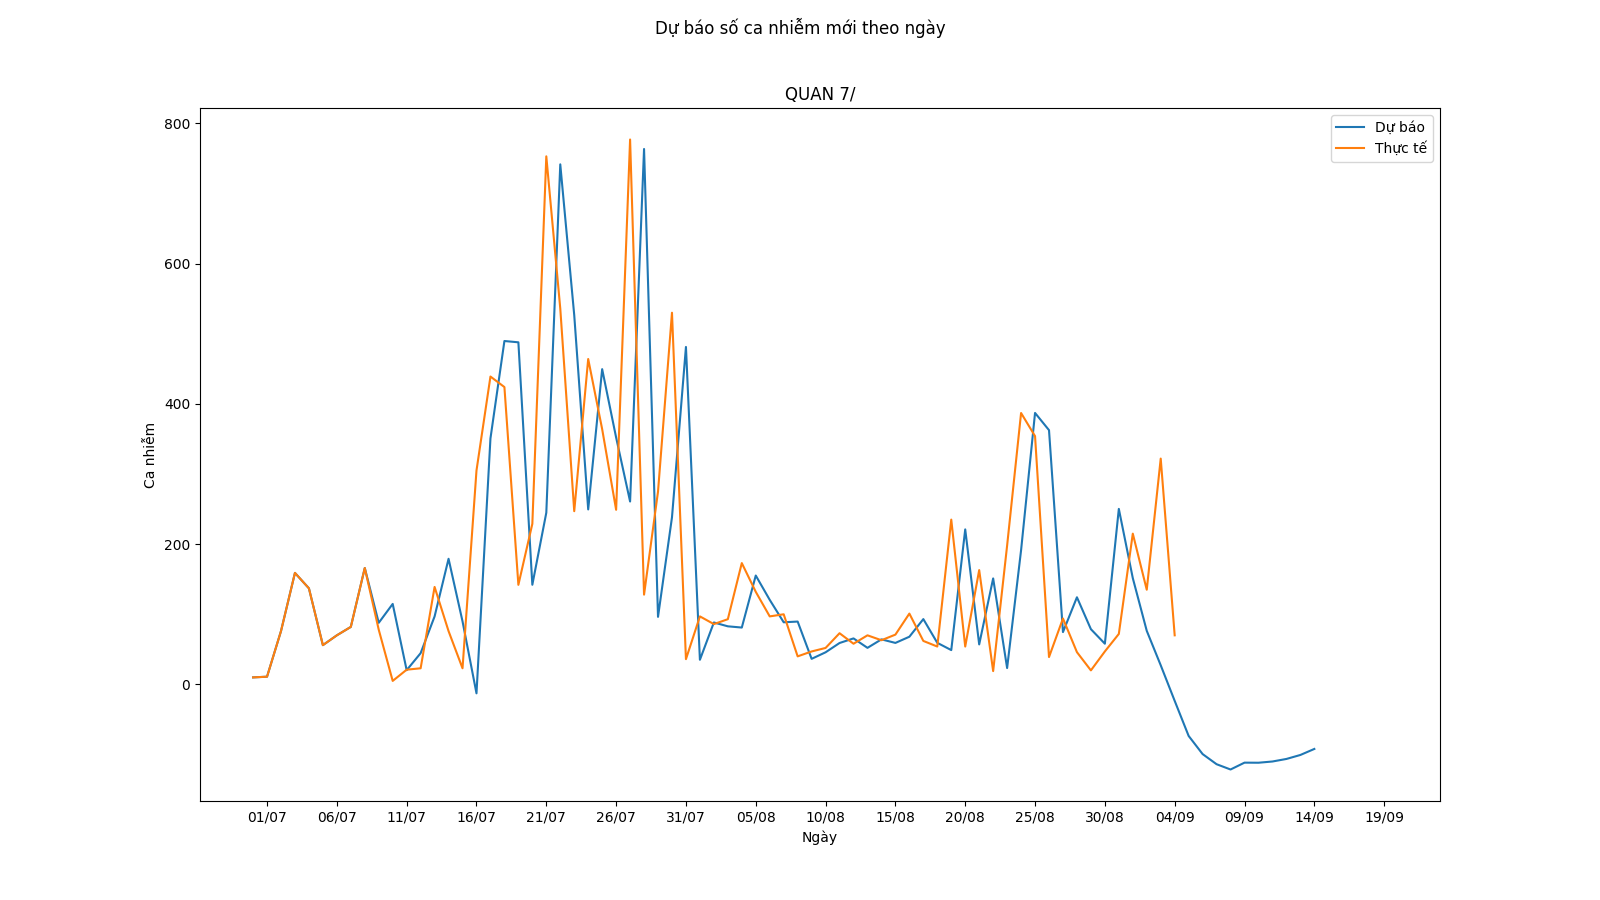 Dự báo số ca nhiễm mới theo ngày
QUAN 7/
Dự báo
Thực tế
800
600
400
200
0
Ca nhiễm
01/07 06/07 11/07 16/07 21/07 26/07 31/07 05/08 10/08 15/08 20/08 25/08 30/08 04/09 09/09 14/09 19/09
Ngày